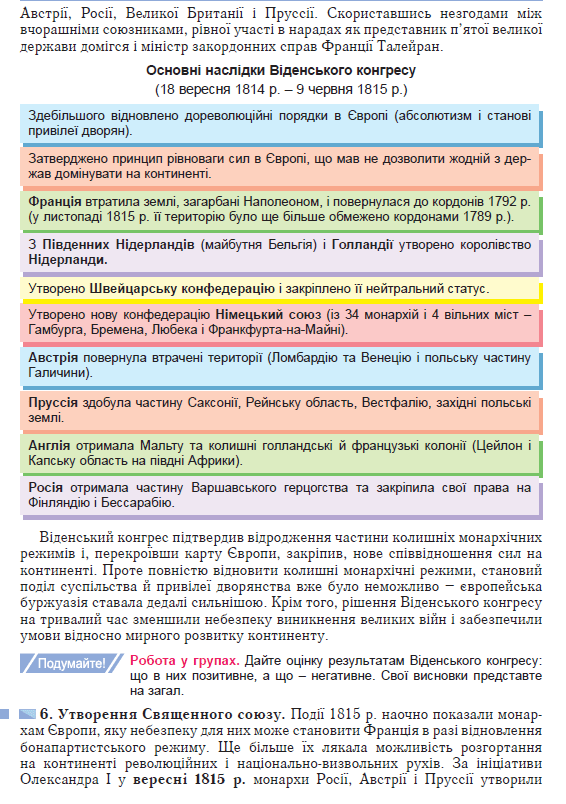 Австрії, Росії, Великої Британії і Пруссії. Скориставшись незгодами між
вчорашніми союзниками, рівної участі в нарадах як представник п’ятої великої
держави домігся і міністр закордонних справ Франції Талейран.
Основні наслідки Віденського конгресу
(18 вересня 1814 р. – 9 червня 1815 р.)
Здебільшого відновлено дореволюційні порядки в Європі (абсолютизм і станові
привілеї дворян).
Затверджено принцип рівноваги сил в Європі, що мав не дозволити жодній з дер-
жав домінувати на континенті.
Франція втратила землі, загарбані Наполеоном, і повернулася до кордонів 1792 р.
(у листопаді 1815 р. її територію було ще більше обмежено кордонами 1789 р.).
З Південних Нідерландів (майбутня Бельгія) і Голландії утворено королівство
Нідерланди.
Утворено Швейцарську конфедерацію і закріплено її нейтральний статус.
Утворено нову конфедерацію Німецький союз (із 34 монархій і 4 вільних міст –
Гамбурга, Бремена, Любека і Франкфурта-на-Майні).
Австрія повернула втрачені території (Ломбардію та Венецію і польську частину
Галичини).
Пруссія здобула частину Саксонії, Рейнську область, Вестфалію, західні польські
землі.
Англія отримала Мальту та колишні голландські й французькі колонії (Цейлон і
Капську область на півдні Африки).
Росія отримала частину Варшавського герцогства та закріпила свої права на
Фінляндію і Бессарабію.
Віденський конгрес підтвердив відродження частини колишніх монархічних
режимів і, перекроївши карту Європи, закріпив, нове співвідношення сил на
континенті. Проте повністю відновити колишні монархічні режими, становий
поділ суспільства й привілеї дворянства вже було неможливо – європейська
буржуазія ставала дедалі сильнішою. Крім того, рішення Віденського конгресу
на тривалий час зменшили небезпеку виникнення великих війн і забезпечили
умови відносно мирного розвитку континенту.
Подумайте!
Робота у групах. Дайте оцінку результатам Віденського конгресу:
що в них позитивне, а що – негативне. Свої висновки представте
на загал.
6. Утворення Священного союзу. Події 1815 р. наочно показали монар-
хам Європи, яку небезпеку для них може становити Франція в разі відновлення
бонапартистського режиму. Ще більше їх лякала можливість розгортання
на континенті революційних і національно-визвольних рухів. За ініціативи
Олександра І у вересні 1815 р. монархи Росії, Австрії і Пруссії утворили